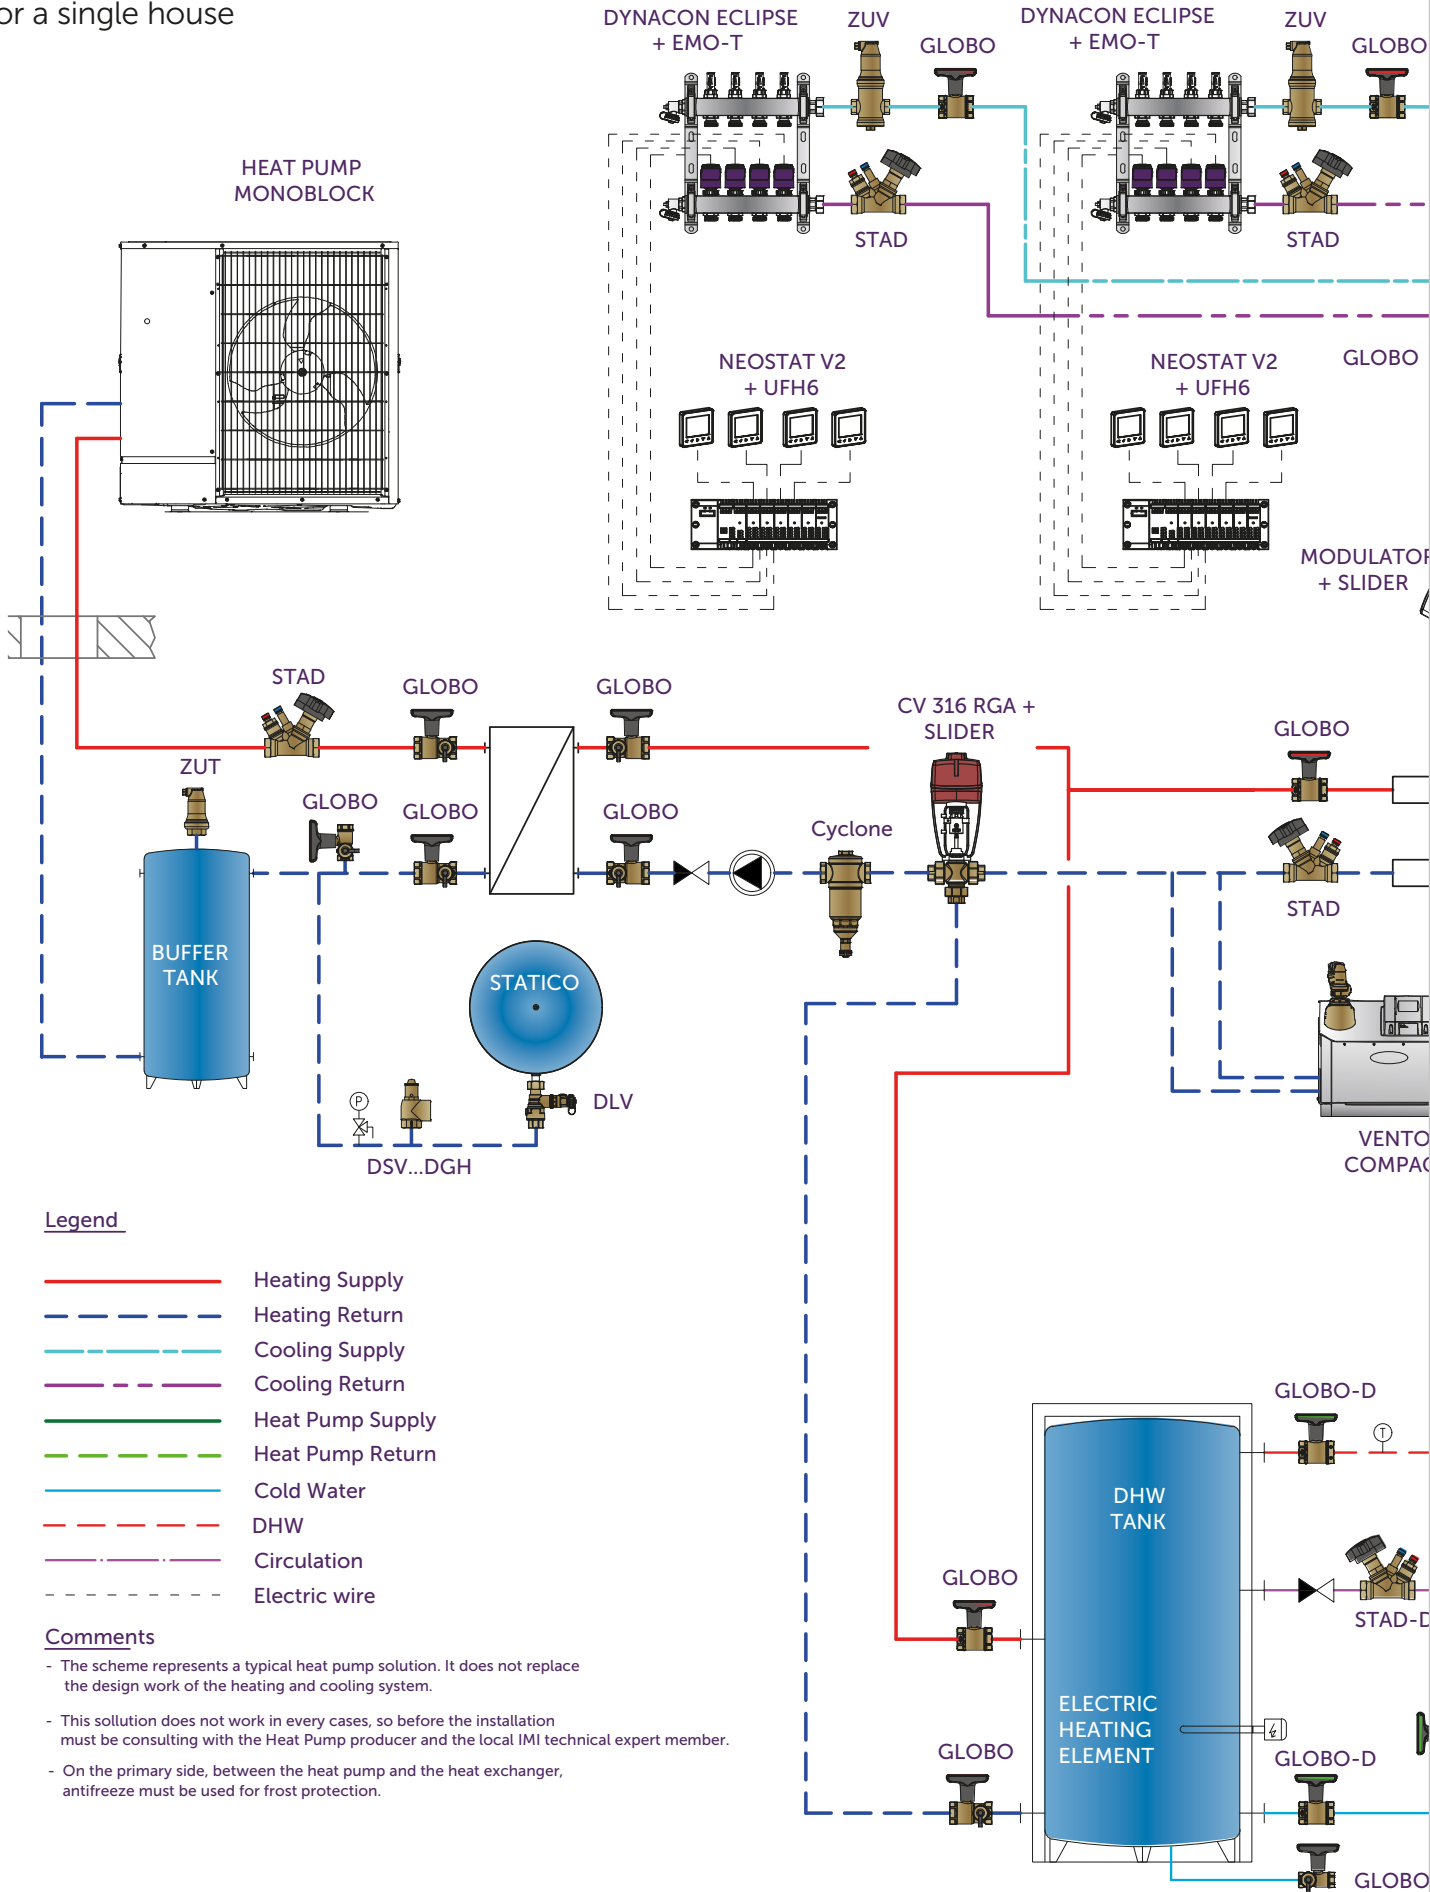 or a single house
DYNACON ECLIPSE
+ EMO-T
ZUV
GLOBO
DYNACON ECLIPSE
+ EMO-T
ZUV
GLOBO
HEAT PUMP
MONOBLOCK
STAD
STAD
NEOSTAT V2
+ UFH6
NEOSTAT V2
+ UFH6
GLOBO
MODULATOR
+ SLIDER
STAD
GLOBO
GLOBO
CV 316 RGA +
SLIDER
GLOBO
ZUT
GLOBO
GLOBO
GLOBO
Cyclone
STAD
BUFFER
TANK
STATICO
P
DLV
DSV...DGH
VENTO
COMPAC
Legend
Heating Supply
Heating Return
Cooling Supply
Cooling Return
Heat Pump Supply
Heat Pump Return
Cold Water
DHW
Circulation
Electric wire
GLOBO-D
T
DHW
TANK
GLOBO
STAD-D
ELECTRIC
HEATING
ELEMENT
GLOBO
GLOBO-D
GLOBO
Comments
- The scheme represents a typical heat pump solution. It does not replace
the design work of the heating and cooling system.
- This sollution does not work in every cases, so before the installation
must be consulting with the Heat Pump producer and the local IMI technical expert member.
- On the primary side, between the heat pump and the heat exchanger,
antifreeze must be used for frost protection.